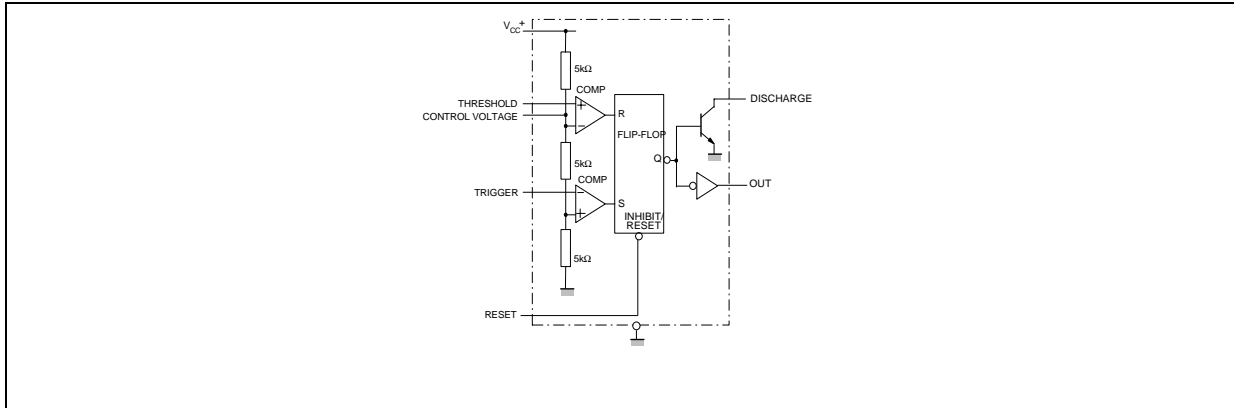 VCC+
5kΩ
COMP
THRESHOLD
CONTROL VOLTAGE
+
−
R
FLIP-FLOP
Q
DISCHARGE
5kΩ
COMP
TRIGGER
−
+
S
OUT
INHIBIT/
RESET
5kΩ
RESET